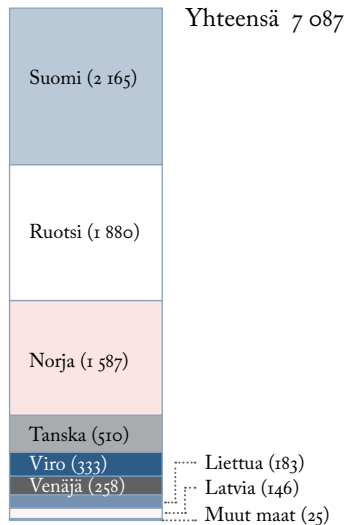 Yhteensä 7 087
Suomi (2 165)
Ruotsi (1 880)
Norja (1 587)
Tanska (510)
Viro (333)
Venäjä (258)
Liettua (183)
Latvia (146)
Muut maat (25)